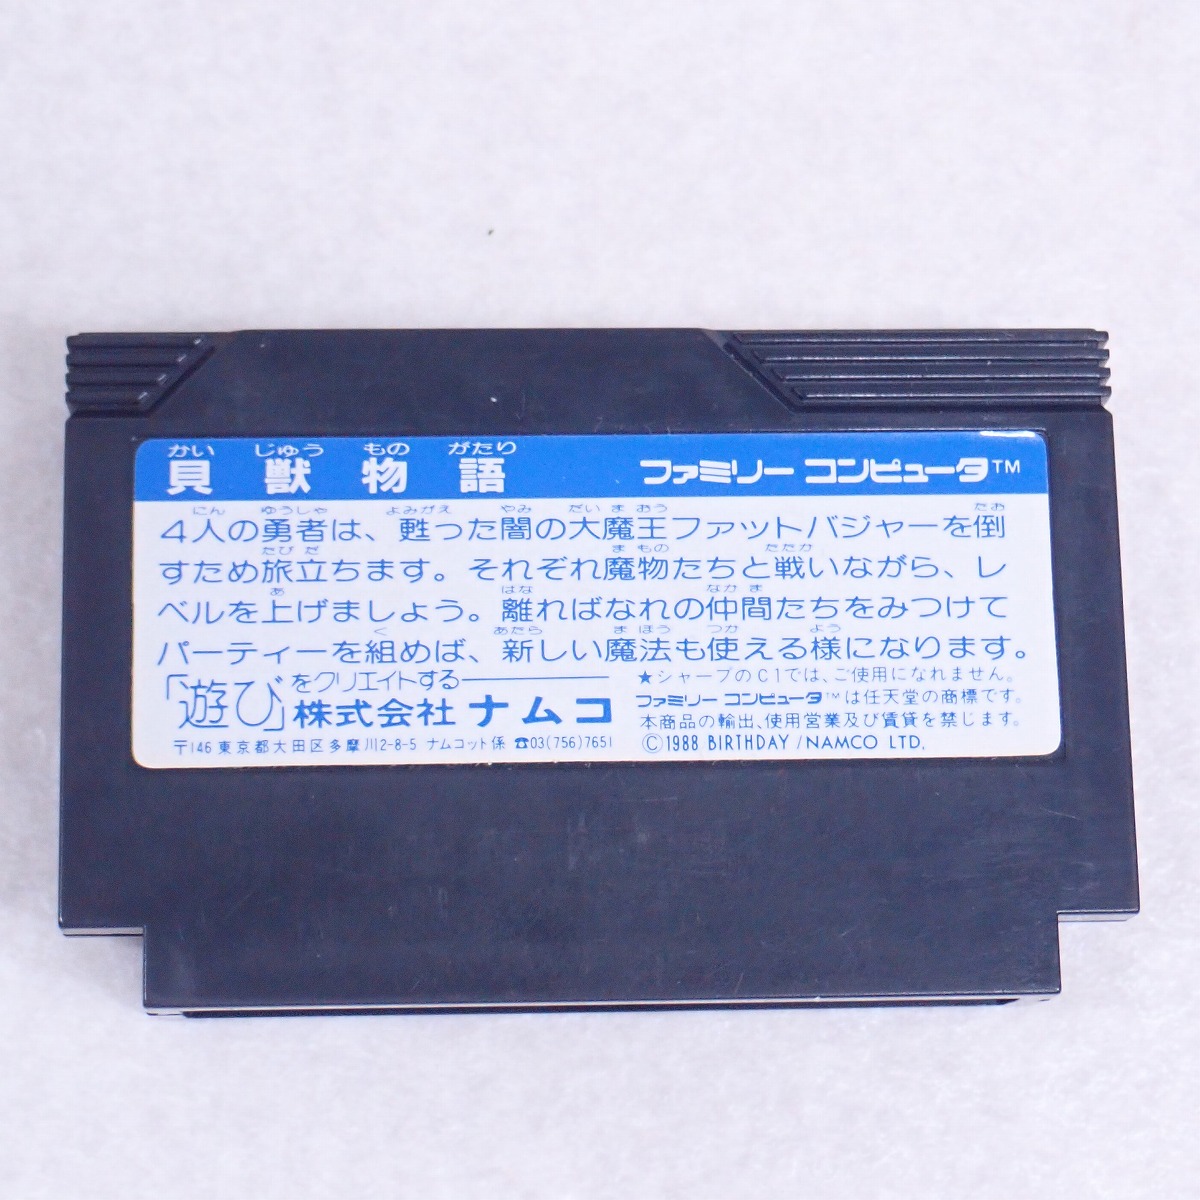 かい じゅう もの がたり
貝獣物語 ファミリー コンピュータ™
にん ゆうしゃ よみがえ やみ だい ま おう たお
4人の勇者は、甦った闇の大魔王ファットバジャーを倒
たび だ ま もの たたか
すため旅立ちます。それぞれ魔物たちと戦いながら、レ
あ はな なか ま
ベルを上げましょう。離ればなれの仲間たちをみつけて
く あたら ま ほう つか よう
パーティーを組めば、新しい魔法も使える様になります。
「遊び」をクリエイトする
株式会社 ナムコ
〒146 東京都大田区多摩川2-8-5 ナムコット係 ☎03(756)7651
★シャープのC1では、ご使用になれません。
ファミリー コンピュータ™は任天堂の商標です。
本商品の輸出、使用営業及び賃貸を禁じます。
©1988 BIRTHDAY/NAMCO LTD.